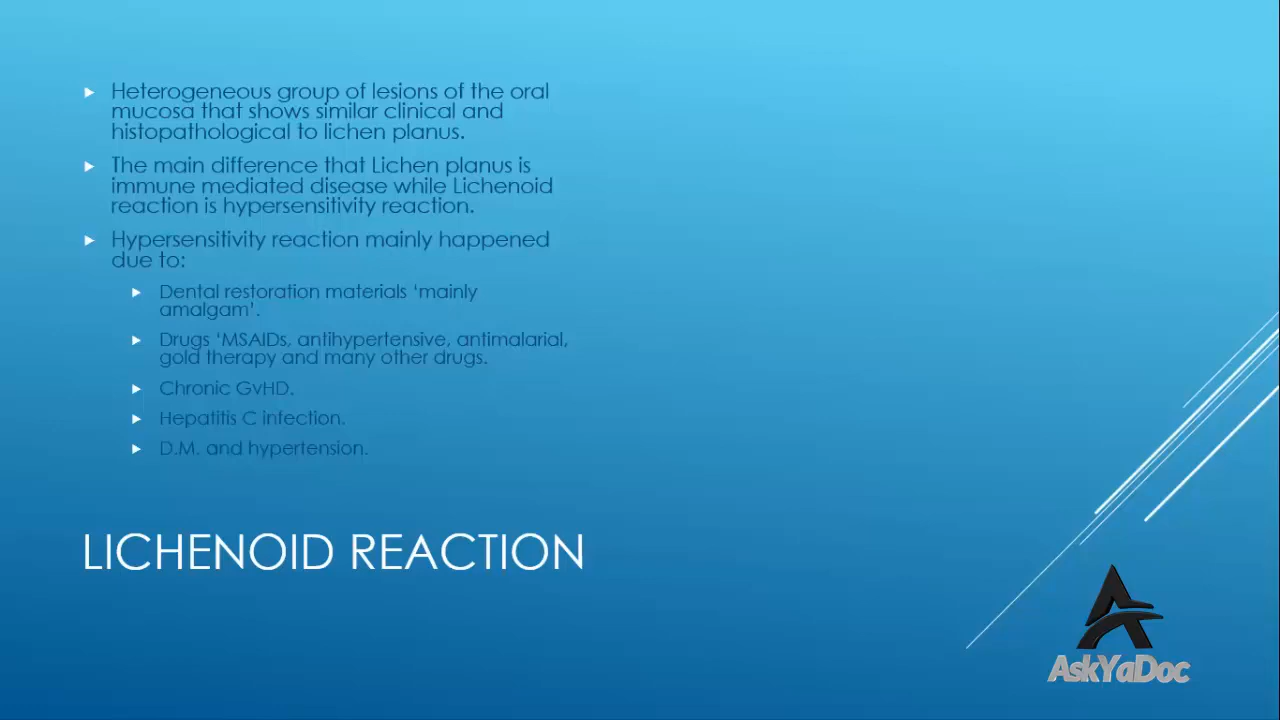 Heterogeneous group of lesions of the oral
mucosa that shows similar clinical and
histopathological to lichen planus.
The main difference that Lichen planus is
immune mediated disease while Lichenoid
reaction is hypersensitivity reaction.
Hypersensitivity reaction mainly happened
due to:
Dental restoration materials ‘mainly
amalgam’.
Drugs ‘MSAIDs, antihypertensive, antimalarial,
gold therapy and many other drugs.
Chronic GvHD.
Hepatitis C infection.
D.M. and hypertension.
LICHENOID REACTION
AskYaDoc